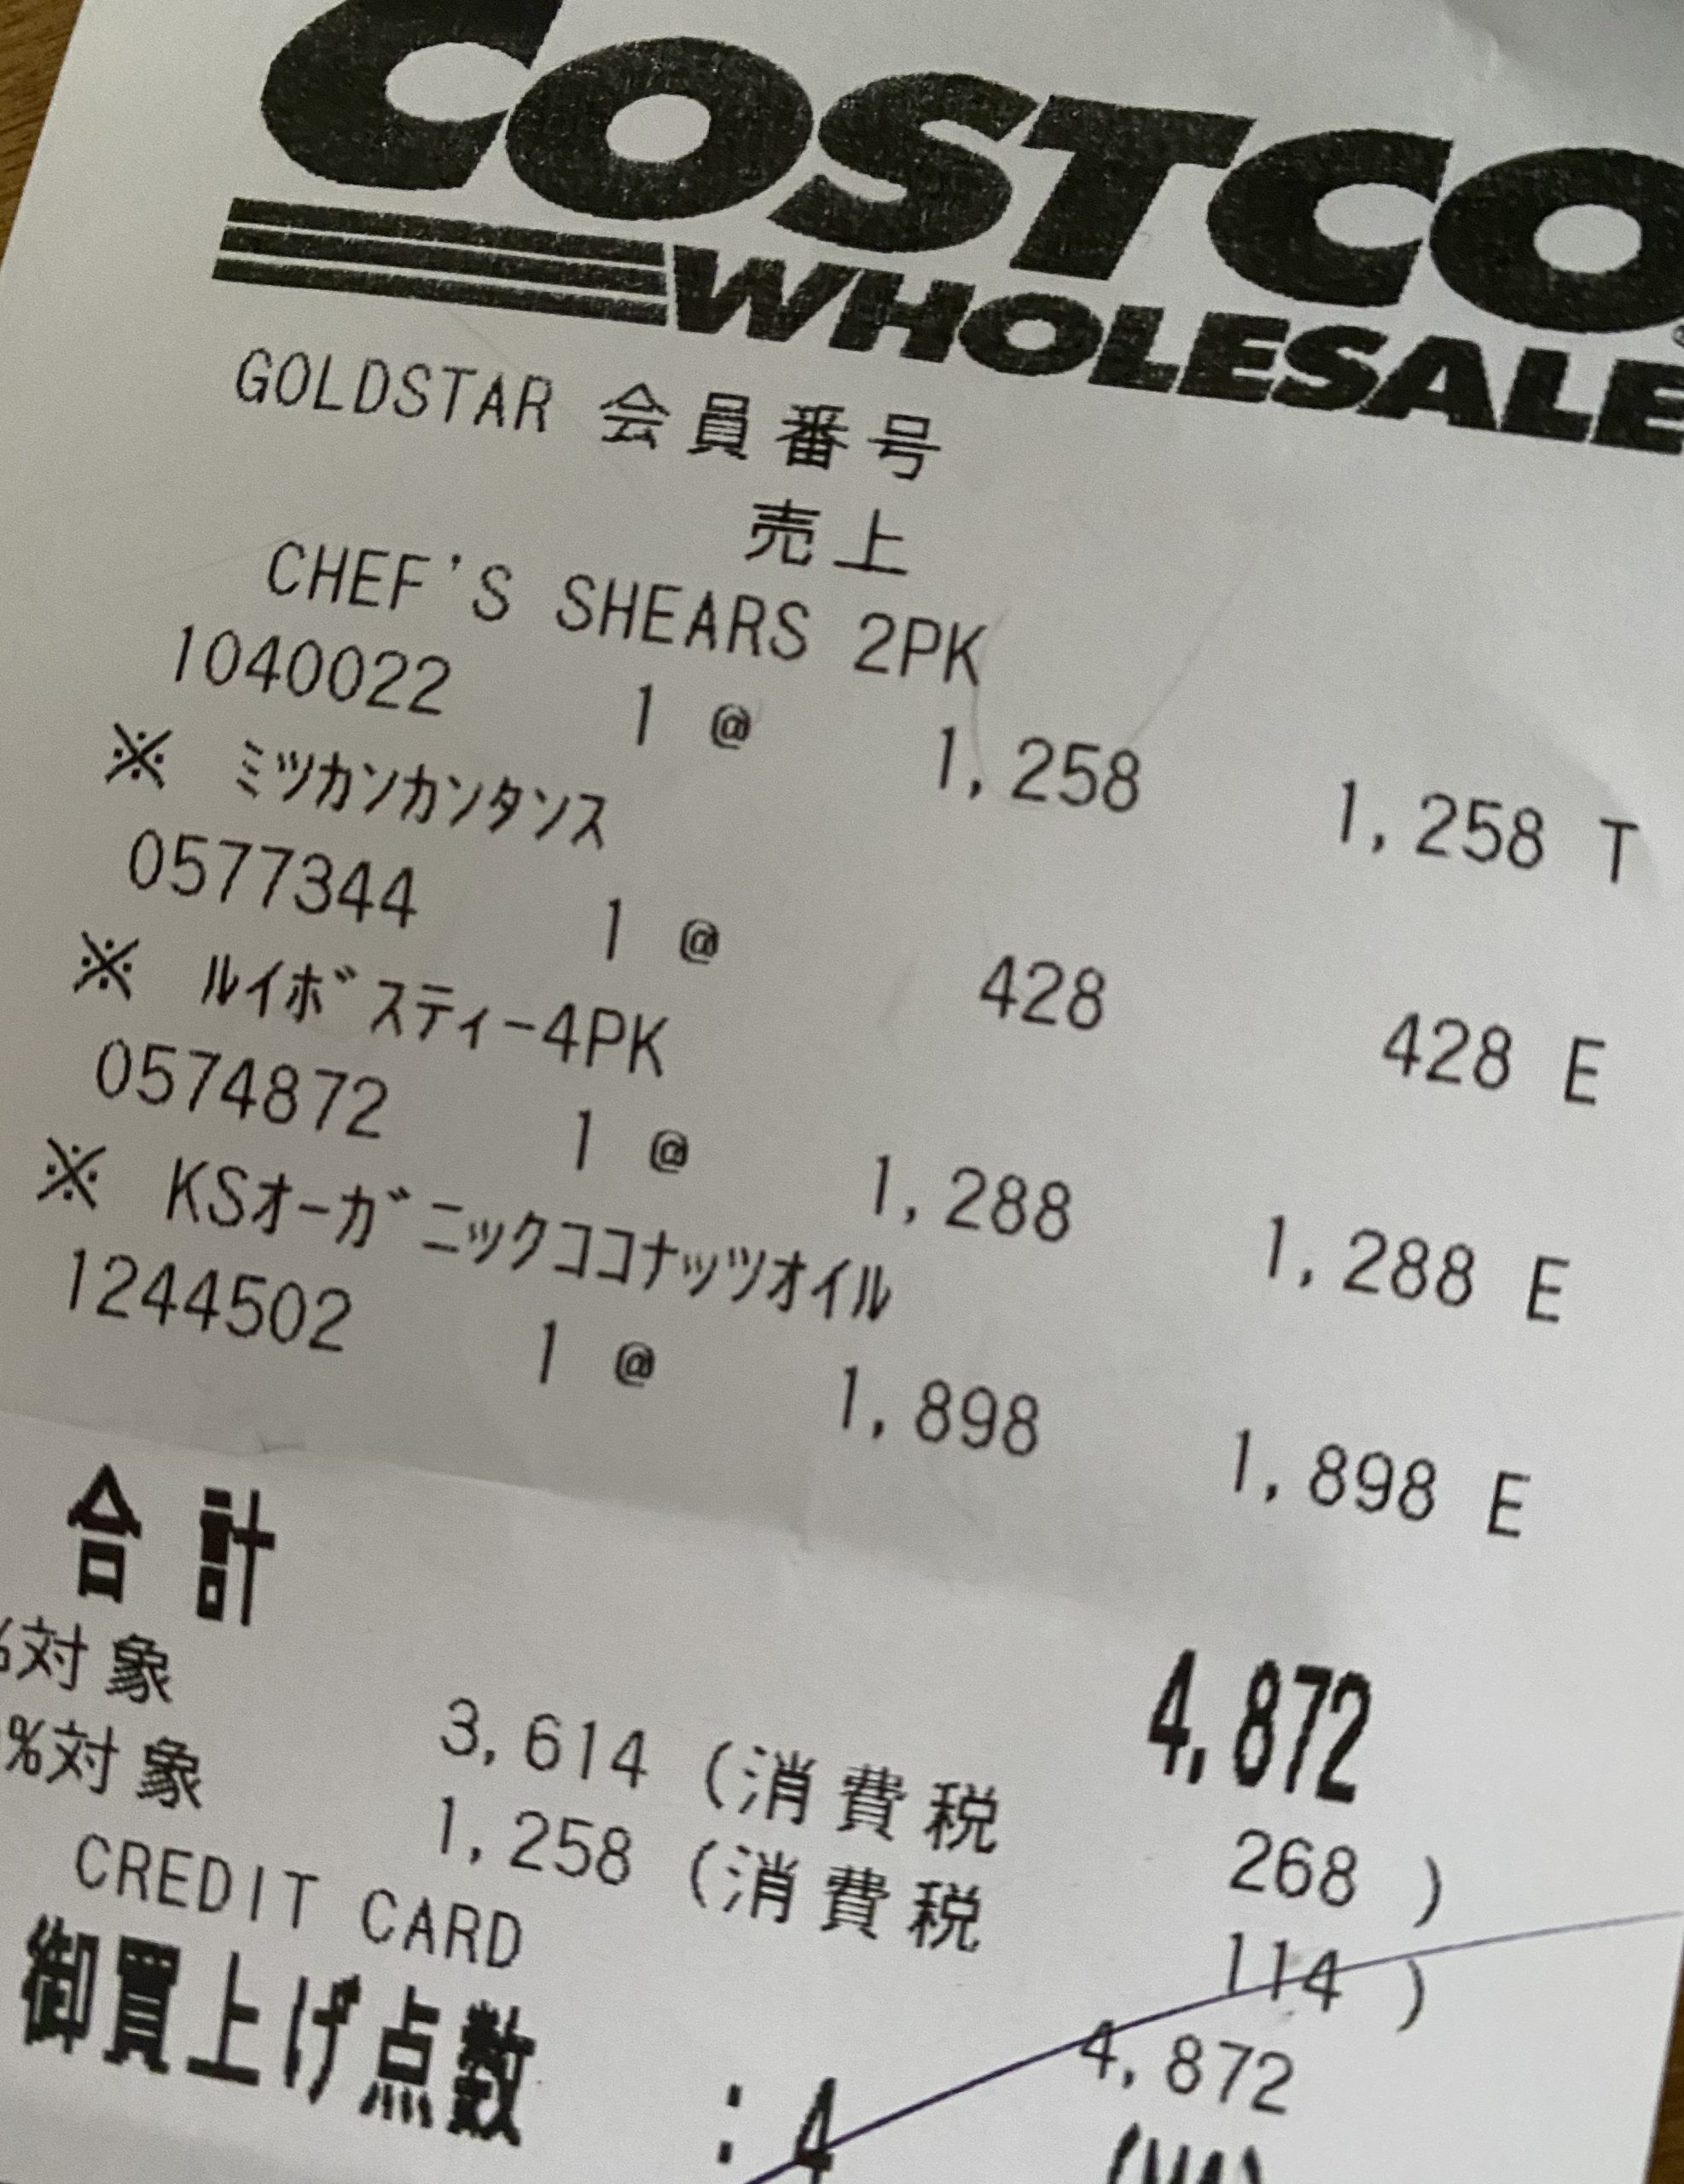 COSTCO
WHOLESALE
GOLDSTAR 会員番号
売上
CHEF'S SHEARS 2PK
1040022 1 @ 1,258 1,258 T
※ ミツカンカンタンス
0577344 1 @ 428 428 E
※ ルイボスティー4PK
0574872 1 @ 1,288 1,288 E
※ KSオーガニックココナッツオイル
1244502 1 @ 1,898 1,898 E
合計 4,872
%対象 3,614 (消費税 268 )
%対象 1,258 (消費税 114 )
CREDIT CARD 4,872
御買上げ点数 : 4